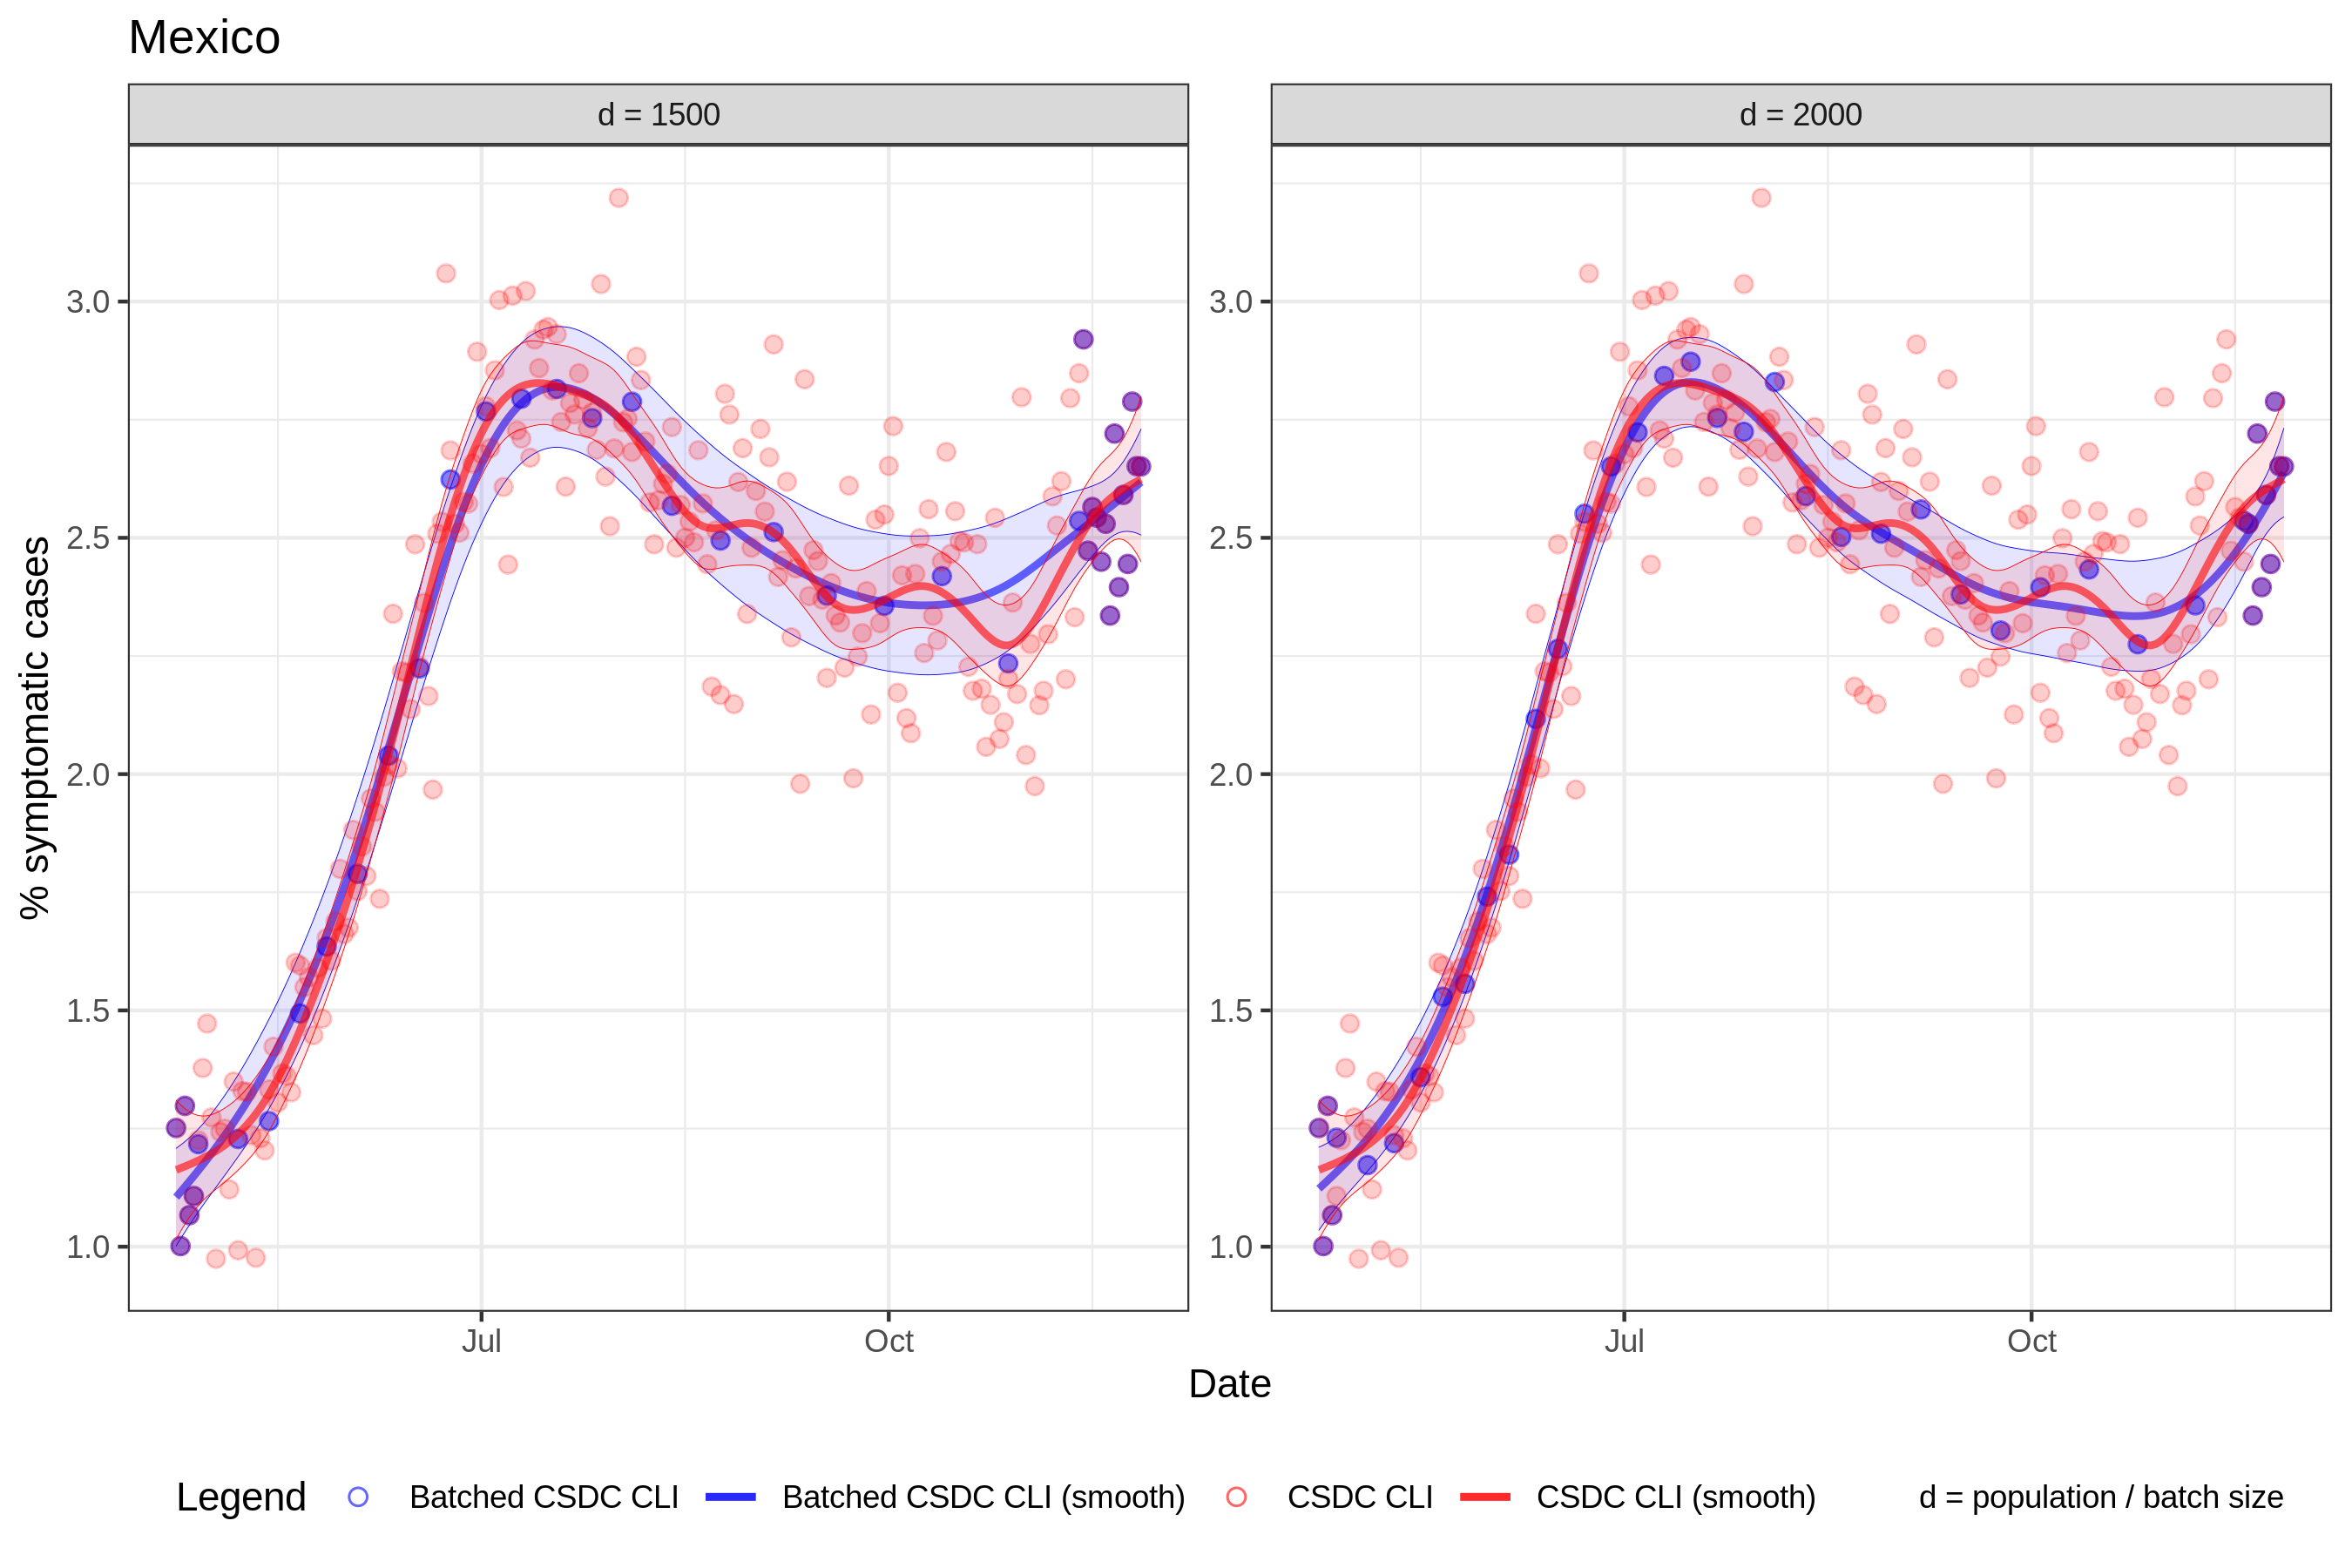 Mexico
d = 1500
d = 2000
% symptomatic cases
3.0
2.5
2.0
1.5
1.0
3.0
2.5
2.0
1.5
1.0
Jul
Oct
Jul
Oct
Date
Legend
Batched CSDC CLI
Batched CSDC CLI (smooth)
CSDC CLI
CSDC CLI (smooth)
d = population / batch size